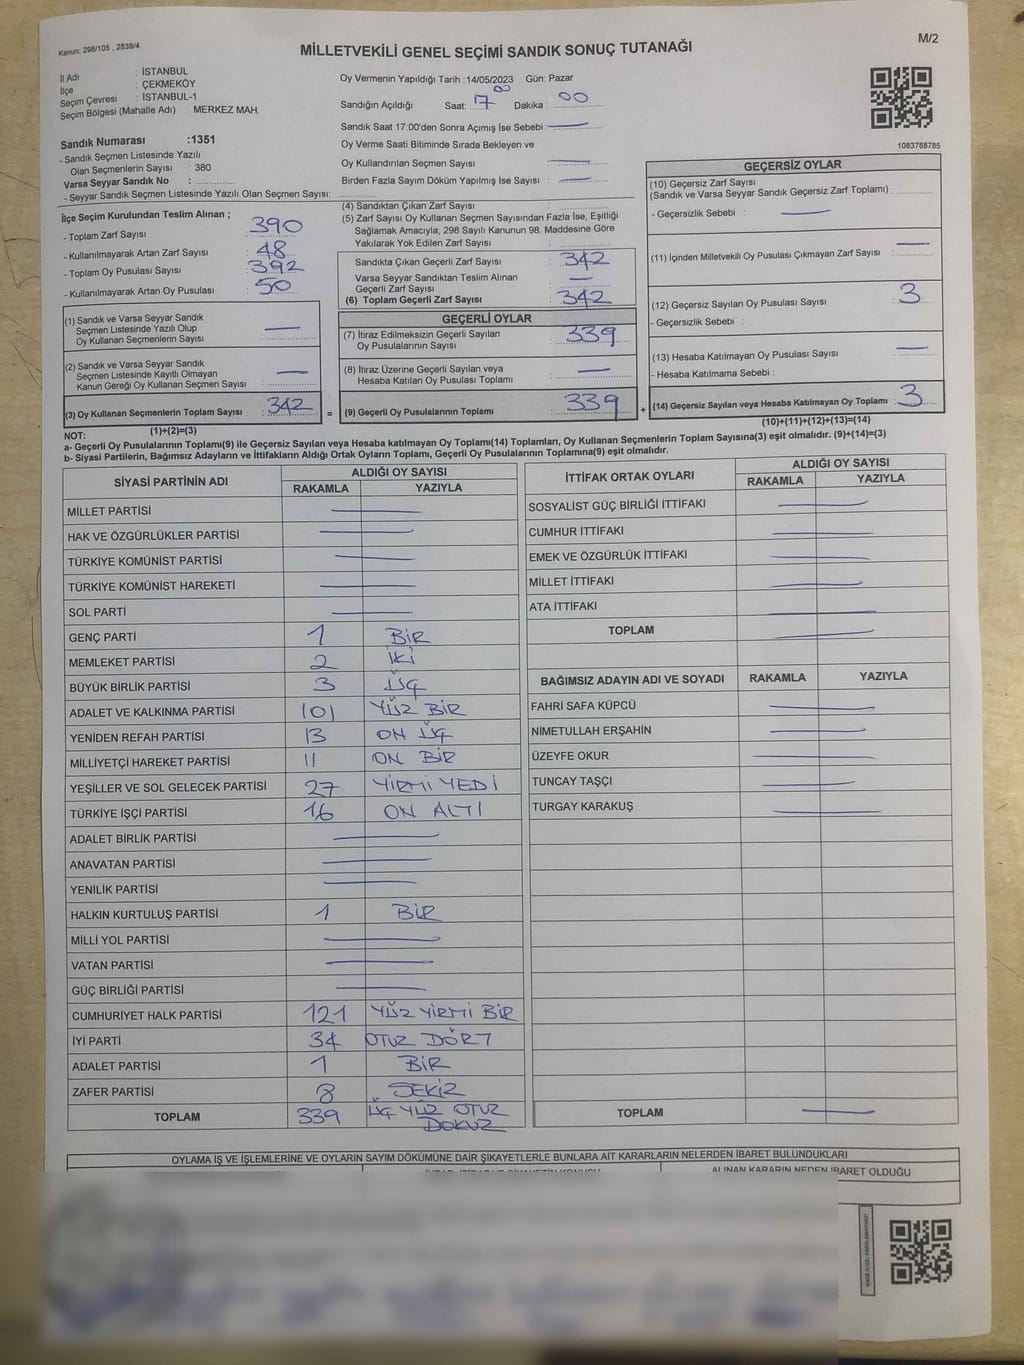 Kanun; 298/105 , 2839/4
M/2
MİLLETVEKİLİ GENEL SEÇİMİ SANDIK SONUÇ TUTANAĞI
İl Adı : İSTANBUL
İlçe : ÇEKMEKÖY
Seçim Çevresi : İSTANBUL-1
Seçim Bölgesi (Mahalle Adı) : MERKEZ MAH.
Sandık Numarası :1351
- Sandık Seçmen Listesinde Yazılı
Olan Seçmenlerin Sayısı : 380
Varsa Seyyar Sandık No :
- Seyyar Sandık Seçmen Listesinde Yazılı Olan Seçmen Sayısı:
Oy Vermenin Yapıldığı Tarih :14/05/2023 Gün: Pazar
Sandığın Açıldığı Saat: 17 00 Dakika : 00
Sandık Saat 17:00'den Sonra Açımış İse Sebebi :
Oy Verme Saati Bitiminde Sırada Bekleyen ve
Oy Kullandırılan Seçmen Sayısı :
Birden Fazla Sayım Döküm Yapılmış İse Sayısı :
1083788785
İlçe Seçim Kurulundan Teslim Alınan ;
- Toplam Zarf Sayısı : 390
- Kullanılmayarak Artan Zarf Sayısı : 48
- Toplam Oy Pusulası Sayısı : 392
- Kullanılmayarak Artan Oy Pusulası : 50
(1) Sandık ve Varsa Seyyar Sandık
Seçmen Listesinde Yazılı Olup
Oy Kullanan Seçmenlerin Sayısı :
(2) Sandık ve Varsa Seyyar Sandık
Seçmen Listesinde Kayıtlı Olmayan
Kanun Gereği Oy Kullanan Seçmen Sayısı :
(3) Oy Kullanan Seçmenlerin Toplam Sayısı : 342 =
(1)+(2)=(3)
(4) Sandıktan Çıkan Zarf Sayısı :
(5) Zarf Sayısı Oy Kullanan Seçmen Sayısından Fazla İse, Eşitliği
Sağlamak Amacıyla, 298 Sayılı Kanunun 98. Maddesine Göre
Yakılarak Yok Edilen Zarf Sayısı :
Sandıkta Çıkan Geçerli Zarf Sayısı : 342
Varsa Seyyar Sandıktan Teslim Alınan
Geçerli Zarf Sayısı :
(6) Toplam Geçerli Zarf Sayısı : 342
GEÇERLİ OYLAR
(7) İtiraz Edilmeksizin Geçerli Sayılan
Oy Pusulalarının Sayısı : 339
(8) İtiraz Üzerine Geçerli Sayılan veya
Hesaba Katılan Oy Pusulası Toplamı :
(9) Geçerli Oy Pusulalarının Toplamı : 339 +
GEÇERSİZ OYLAR
(10) Geçersiz Zarf Sayısı
(Sandık ve Varsa Seyyar Sandık Geçersiz Zarf Toplamı) :
- Geçersizlik Sebebi :
(11) İçinden Milletvekili Oy Pusulası Çıkmayan Zarf Sayısı :
(12) Geçersiz Sayılan Oy Pusulası Sayısı : 3
- Geçersizlik Sebebi :
(13) Hesaba Katılmayan Oy Pusulası Sayısı :
- Hesaba Katılmama Sebebi :
(14) Geçersiz Sayılan veya Hesaba Katılmayan Oy Toplamı : 3
(10)+(11)+(12)+(13)=(14)
NOT:
a- Geçerli Oy Pusulalarının Toplamı(9) ile Geçersiz Sayılan veya Hesaba katılmayan Oy Toplamı(14) Toplamları, Oy Kullanan Seçmenlerin Toplam Sayısına(3) eşit olmalıdır. (9)+(14)=(3)
b- Siyasi Partilerin, Bağımsız Adayların ve İttifakların Aldığı Ortak Oyların Toplamı, Geçerli Oy Pusulalarının Toplamına(9) eşit olmalıdır.
SİYASİ PARTİNİN ADI ALDIĞI OY SAYISI
RAKAMLA YAZIYLA
MİLLET PARTİSİ
HAK VE ÖZGÜRLÜKLER PARTİSİ
TÜRKİYE KOMÜNİST PARTİSİ
TÜRKİYE KOMÜNİST HAREKETİ
SOL PARTİ
GENÇ PARTİ 1 BİR
MEMLEKET PARTİSİ 2 İKİ
BÜYÜK BİRLİK PARTİSİ 3 ÜÇ
ADALET VE KALKINMA PARTİSİ 101 YÜZ BİR
YENİDEN REFAH PARTİSİ 13 ON ÜÇ
MİLLİYETÇİ HAREKET PARTİSİ 11 ON BİR
YEŞİLLER VE SOL GELECEK PARTİSİ 27 YİRMİ YEDİ
TÜRKİYE İŞÇİ PARTİSİ 16 ON ALTI
ADALET BİRLİK PARTİSİ
ANAVATAN PARTİSİ
YENİLİK PARTİSİ
HALKIN KURTULUŞ PARTİSİ 1 BİR
MİLLİ YOL PARTİSİ
VATAN PARTİSİ
GÜÇ BİRLİĞİ PARTİSİ
CUMHURİYET HALK PARTİSİ 121 YÜZ YİRMİ BİR
İYİ PARTİ 34 OTUZ DÖRT
ADALET PARTİSİ 1 BİR
ZAFER PARTİSİ 8 SEKİZ
TOPLAM 339 ÜÇ YÜZ OTUZ
DOKUZ
İTTİFAK ORTAK OYLARI ALDIĞI OY SAYISI
RAKAMLA YAZIYLA
SOSYALİST GÜÇ BİRLİĞİ İTTİFAKI
CUMHUR İTTİFAKI
EMEK VE ÖZGÜRLÜK İTTİFAKI
MİLLET İTTİFAKI
ATA İTTİFAKI
TOPLAM
BAĞIMSIZ ADAYIN ADI VE SOYADI RAKAMLA YAZIYLA
FAHRİ SAFA KÜPCÜ
NİMETULLAH ERŞAHİN
ÜZEYFE OKUR
TUNCAY TAŞÇI
TURGAY KARAKUŞ
TOPLAM
OYLAMA İŞ VE İŞLEMLERİNE VE OYLARIN SAYIM DÖKÜMÜNE DAİR ŞİKAYETLERLE BUNLARA AİT KARARLARIN NELERDEN İBARET BULUNDUKLARI
ALINAN KARARIN NEDEN İBARET OLDUĞU